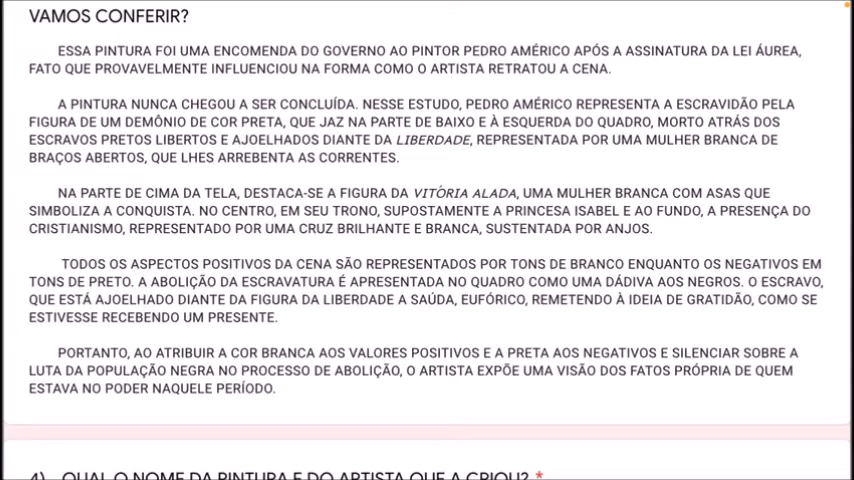 VAMOS CONFERIR?
ESSA PINTURA FOI UMA ENCOMENDA DO GOVERNO AO PINTOR PEDRO AMÉRICO APÓS A ASSINATURA DA LEI ÁUREA,
FATO QUE PROVAVELMENTE INFLUENCIOU NA FORMA COMO O ARTISTA RETRATOU A CENA.
A PINTURA NUNCA CHEGOU A SER CONCLUÍDA. NESSE ESTUDO, PEDRO AMÉRICO REPRESENTA A ESCRAVIDÃO PELA
FIGURA DE UM DEMÔNIO DE COR PRETA, QUE JAZ NA PARTE DE BAIXO E À ESQUERDA DO QUADRO, MORTO ATRÁS DOS
ESCRAVOS PRETOS LIBERTOS E AJOELHADOS DIANTE DA LIBERDADE, REPRESENTADA POR UMA MULHER BRANCA DE
BRAÇOS ABERTOS, QUE LHES ARREBENTA AS CORRENTES.
NA PARTE DE CIMA DA TELA, DESTACA-SE A FIGURA DA VITÓRIA ALADA, UMA MULHER BRANCA COM ASAS QUE
SIMBOLIZA A CONQUISTA. NO CENTRO, EM SEU TRONO, SUPOSTAMENTE A PRINCESA ISABEL E AO FUNDO, A PRESENÇA DO
CRISTIANISMO, REPRESENTADO POR UMA CRUZ BRILHANTE E BRANCA, SUSTENTADA POR ANJOS.
TODOS OS ASPECTOS POSITIVOS DA CENA SÃO REPRESENTADOS POR TONS DE BRANCO ENQUANTO OS NEGATIVOS EM
TONS DE PRETO. A ABOLIÇÃO DA ESCRAVATURA É APRESENTADA NO QUADRO COMO UMA DÁDIVA AOS NEGROS. O ESCRAVO,
QUE ESTÁ AJOELHADO DIANTE DA FIGURA DA LIBERDADE A SAÚDA, EUFÓRICO, REMETENDO À IDEIA DE GRATIDÃO, COMO SE
ESTIVESSE RECEBENDO UM PRESENTE.
PORTANTO, AO ATRIBUIR A COR BRANCA AOS VALORES POSITIVOS E A PRETA AOS NEGATIVOS E SILENCIAR SOBRE A
LUTA DA POPULAÇÃO NEGRA NO PROCESSO DE ABOLIÇÃO, O ARTISTA EXPÕE UMA VISÃO DOS FATOS PRÓPRIA DE QUEM
ESTAVA NO PODER NAQUELE PERÍODO.
4) QUAL O NOME DA PINTURA E DO ARTISTA QUE A CRIOU? *